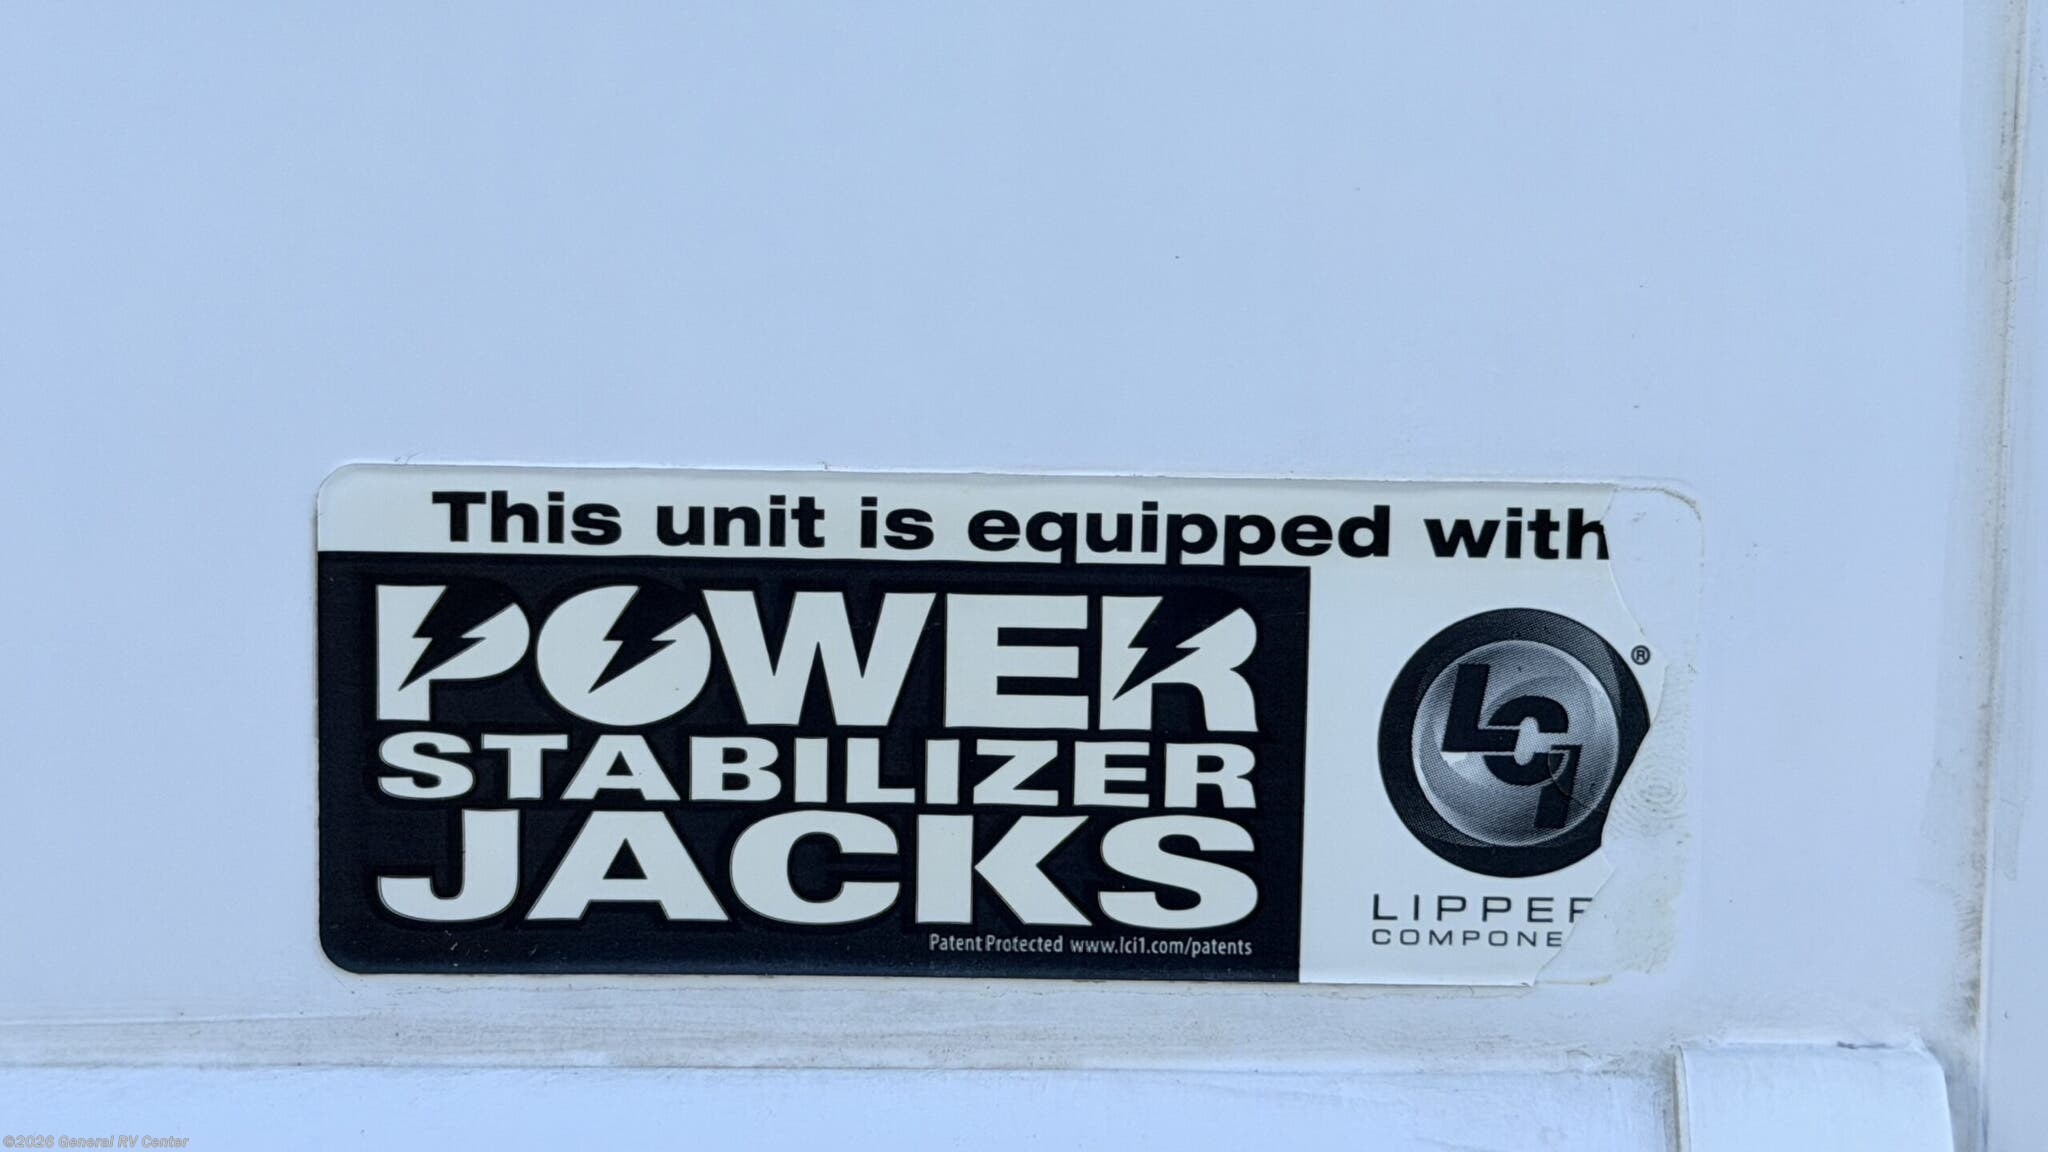 This unit is equipped with
POWER
STABILIZER
JACKS
Patent Protected www.lci1.com/patents
LCI®
LIPPER
COMPONE
©2026 General RV Center